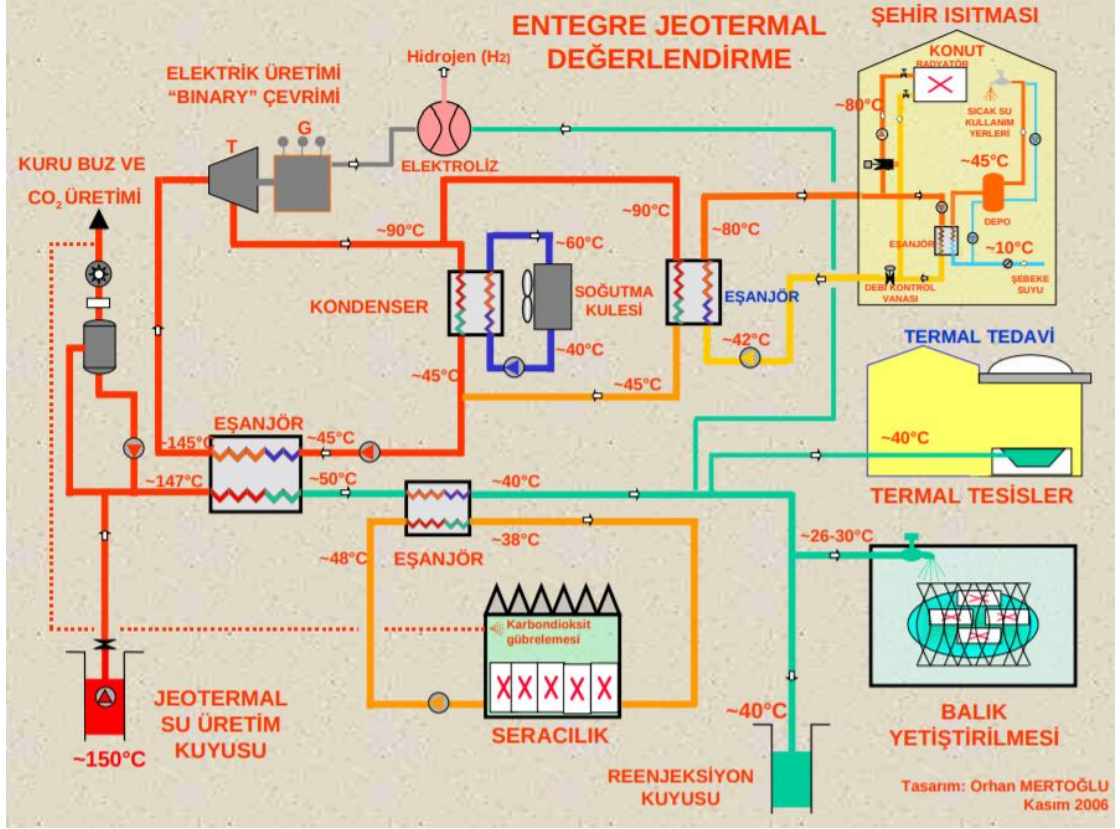 ENTEGRE JEOTERMAL
DEĞERLENDİRME
ŞEHİR ISITMASI
KONUT
RADYATÖR
~80°C
SICAK SU
KULLANIM
YERLERİ
~45°C
DEPO
EŞANJÖR
~10°C
ŞEBEKE
SUYU
DEBİ KONTROL
VANASI
Hidrojen (H2)
ELEKTRİK ÜRETİMİ
“BINARY” ÇEVRİMİ
G
T
ELEKTROLİZ
KURU BUZ VE
CO2 ÜRETİMİ
~90°C
~90°C
~80°C
~60°C
KONDENSER
SOĞUTMA
KULESİ
EŞANJÖR
~40°C
~42°C
~45°C
~45°C
TERMAL TEDAVİ
~40°C
TERMAL TESİSLER
EŞANJÖR
~145°C
~45°C
~147°C
~50°C
~40°C
~48°C
EŞANJÖR
~38°C
~26-30°C
Karbondioksit
gübrelemesi
SERACILIK
JEOTERMAL
SU ÜRETİM
KUYUSU
~150°C
~40°C
REENJEKSİYON
KUYUSU
BALIK
YETİŞTİRİLMESİ
Tasarım: Orhan MERTOĞLU
Kasım 2006